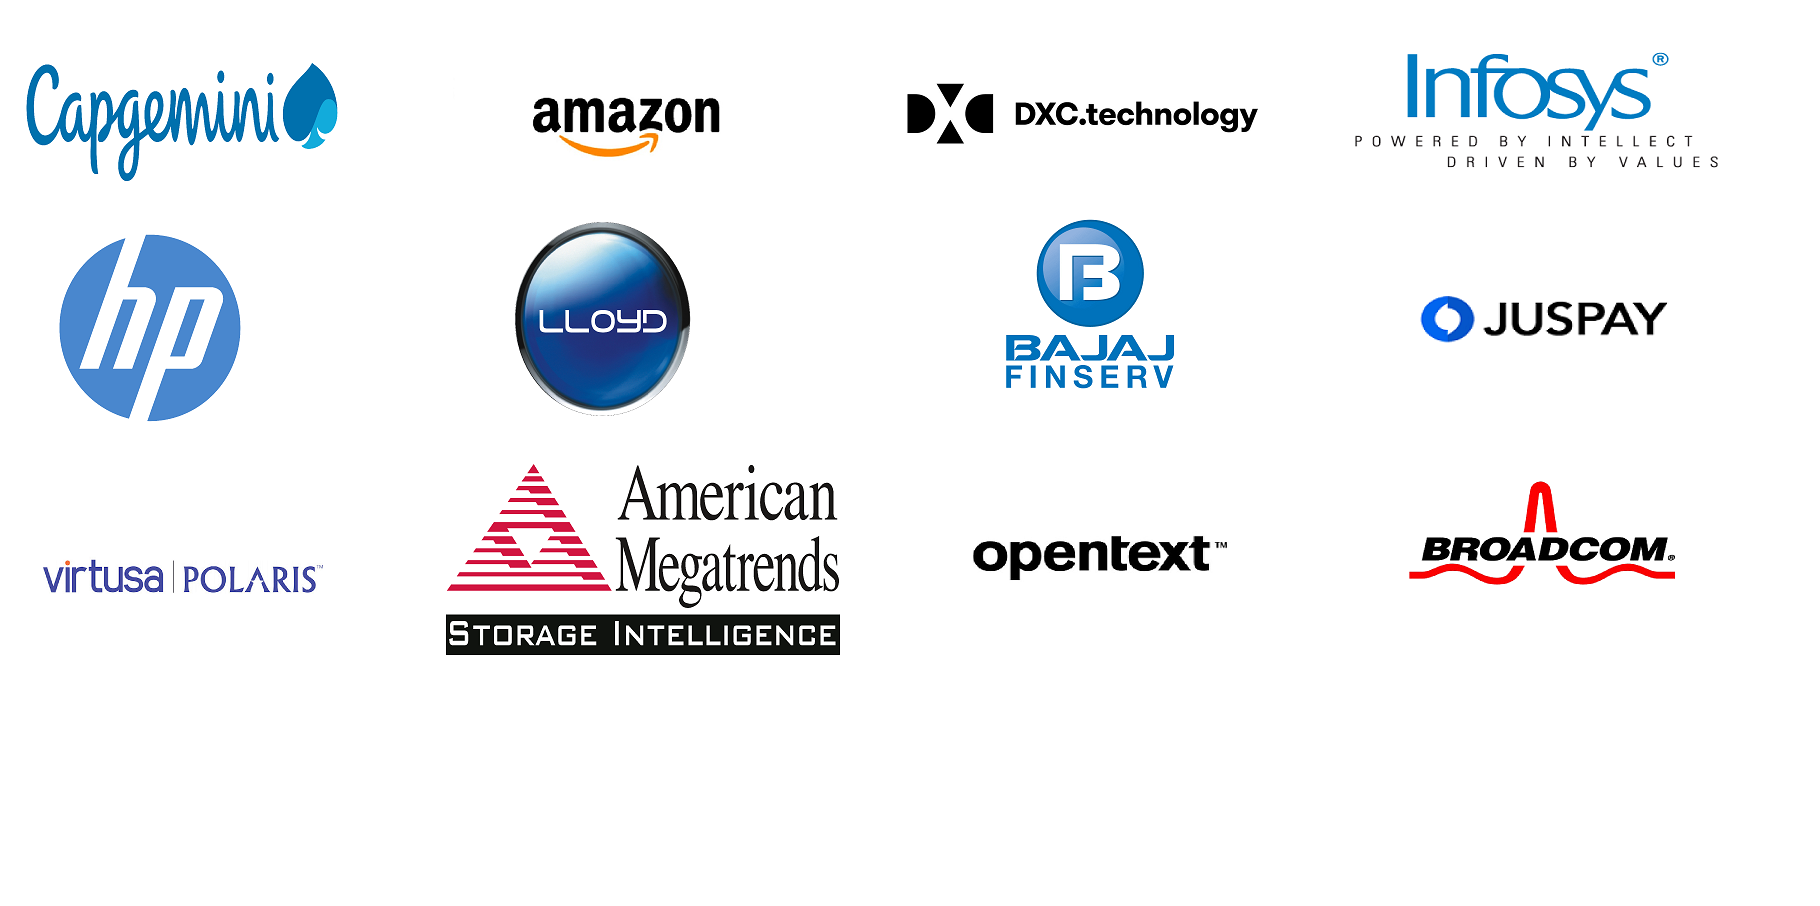 Capgemini
amazon
DXC.technology
Infosys®
POWERED BY INTELLECT
DRIVEN BY VALUES
hp
LLOYD
B
BAJAJ
FINSERV
JUSPAY
virtusa | POLARIS™
American
Megatrends
STORAGE INTELLIGENCE
opentext™
BROADCOM®